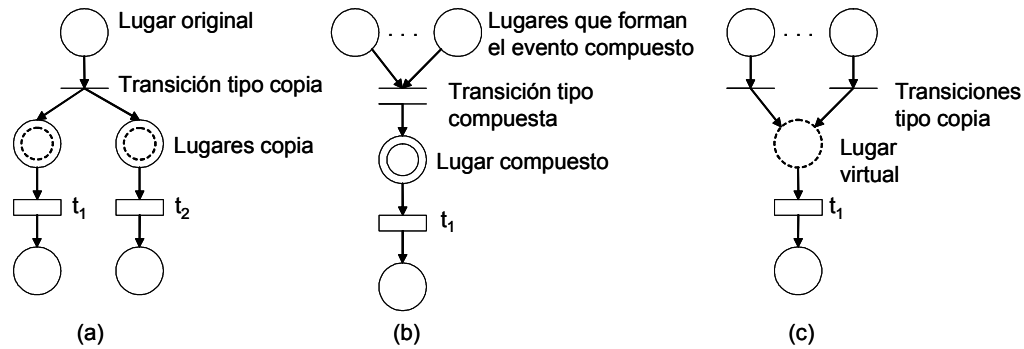 Lugar original
Transición tipo copia
Lugares copia
t1
t2
(a)
Lugares que forman
el evento compuesto
Transición tipo
compuesta
Lugar compuesto
t1
(b)
Transiciones
tipo copia
Lugar
virtual
t1
(c)